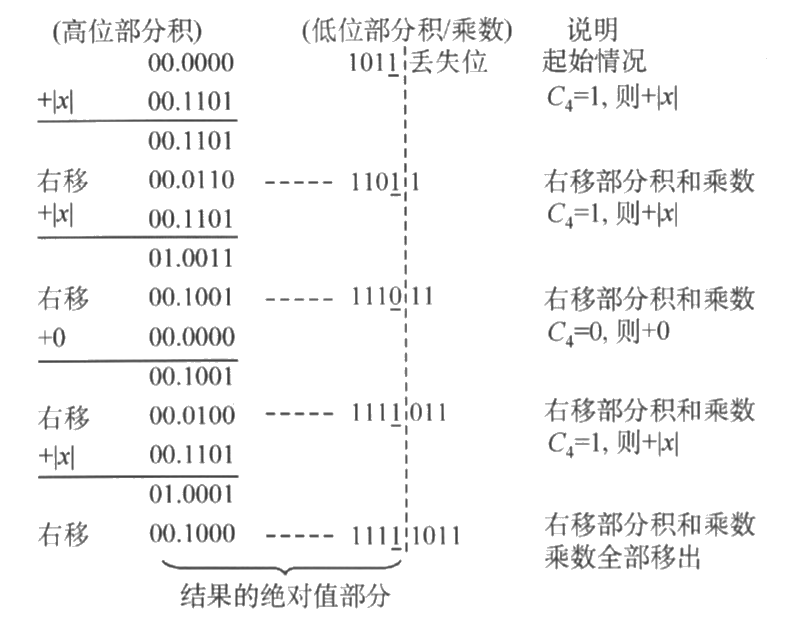 (高位部分积) (低位部分积/乘数) 说明
00.0000 1011 丢失位 起始情况
+|x| 00.1101 C₄=1, 则+|x|
00.1101
右移 00.0110 ----- 1101 1 右移部分积和乘数
+|x| 00.1101 C₄=1, 则+|x|
01.0011
右移 00.1001 ----- 1110 11 右移部分积和乘数
+0 00.0000 C₄=0, 则+0
00.1001
右移 00.0100 ----- 1111 011 右移部分积和乘数
+|x| 00.1101 C₄=1, 则+|x|
01.0001
右移 00.1000 ----- 1111 1011 右移部分积和乘数
乘数全部移出
结果的绝对值部分